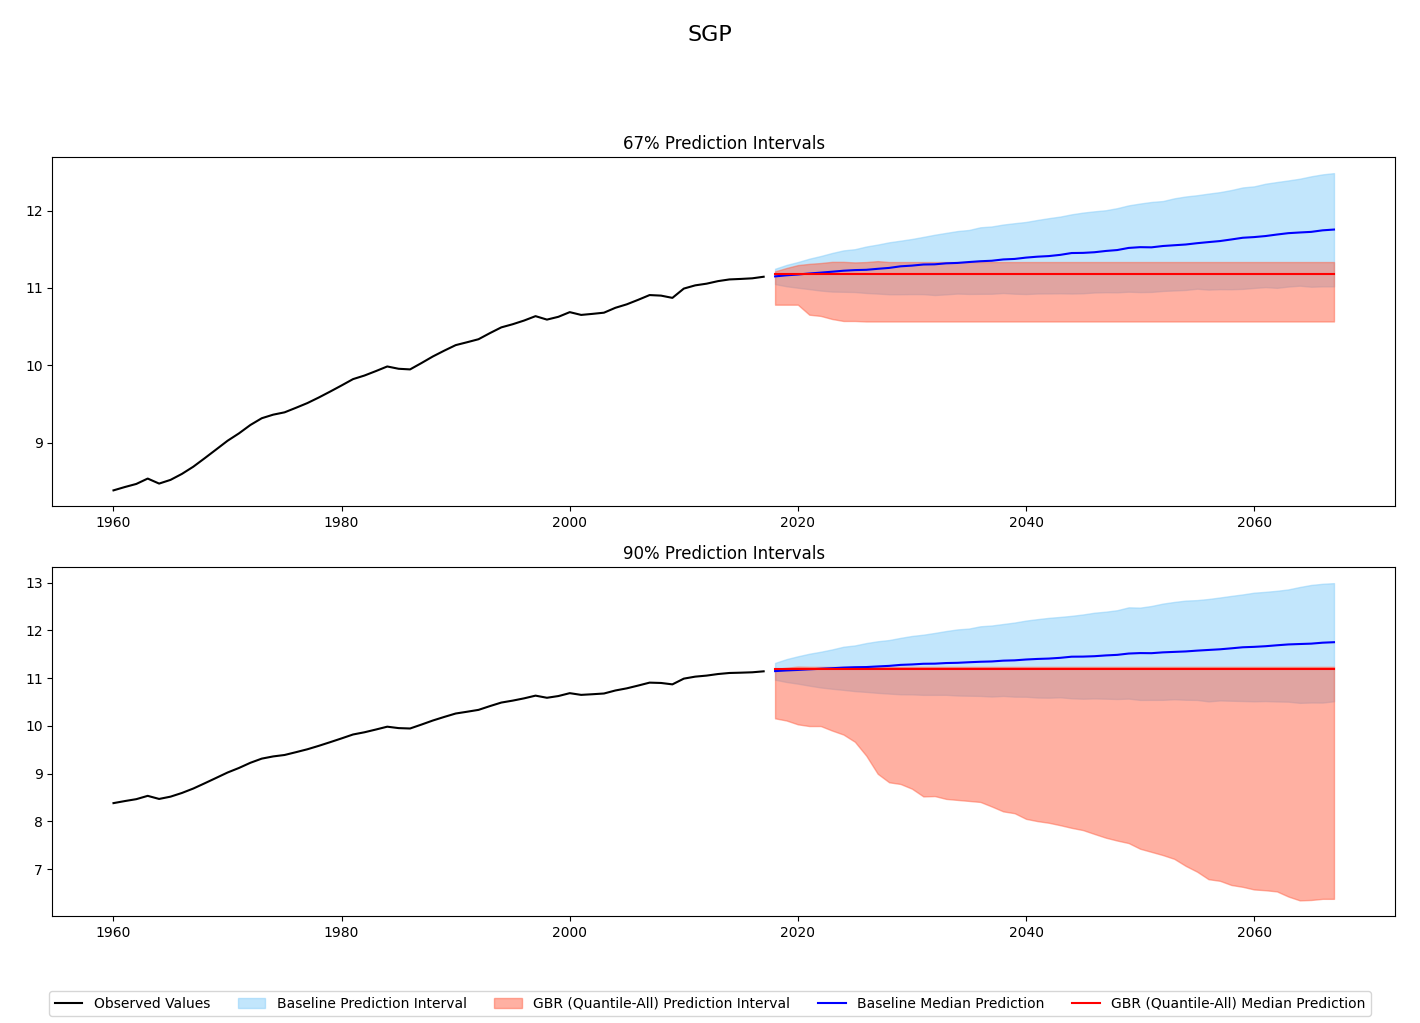 SGP
67% Prediction Intervals
12
11
10
9
1960 1980 2000 2020 2040 2060
90% Prediction Intervals
13
12
11
10
9
8
7
1960 1980 2000 2020 2040 2060
Observed Values Baseline Prediction Interval GBR (Quantile-All) Prediction Interval Baseline Median Prediction GBR (Quantile-All) Median Prediction